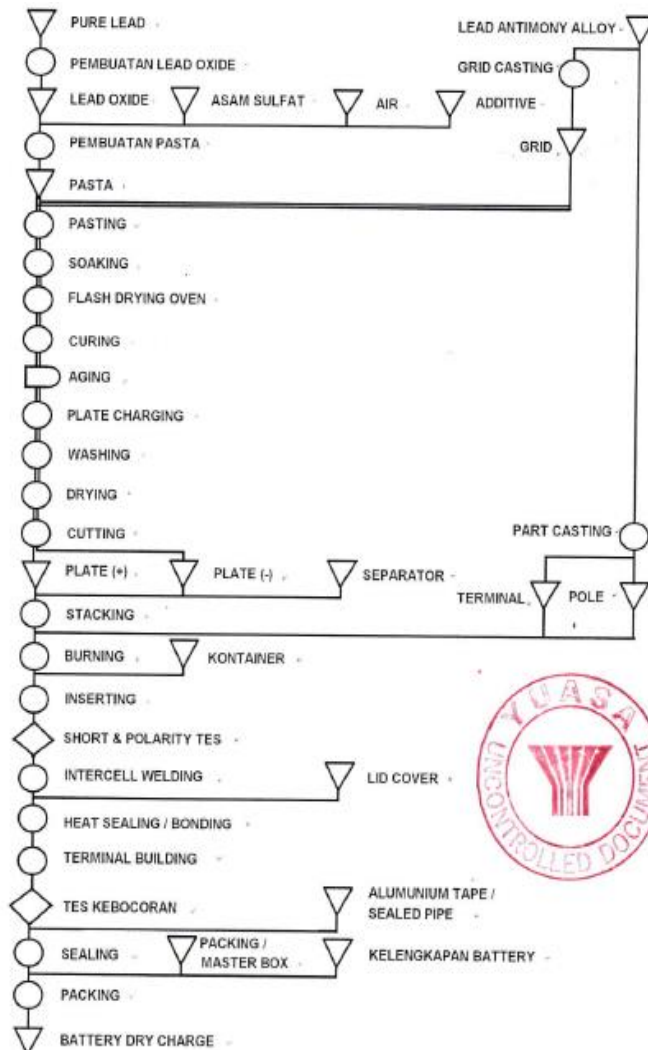 PURE LEAD
LEAD ANTIMONY ALLOY
PEMBUATAN LEAD OXIDE
GRID CASTING
LEAD OXIDE
ASAM SULFAT
AIR
ADDITIVE
PEMBUATAN PASTA
GRID
PASTA
PASTING
SOAKING
FLASH DRYING OVEN
CURING
AGING
PLATE CHARGING
WASHING
DRYING
CUTTING
PART CASTING
PLATE (+)
PLATE (-)
SEPARATOR
TERMINAL
POLE
STACKING
BURNING
KONTAINER
INSERTING
SHORT & POLARITY TES
INTERCELL WELDING
LID COVER
HEAT SEALING / BONDING
TERMINAL BUILDING
TES KEBOCORAN
ALUMUNIUM TAPE /
SEALED PIPE
SEALING
PACKING /
MASTER BOX
KELENGKAPAN BATTERY
PACKING
BATTERY DRY CHARGE
YUASA
UNCONTROLLED DOCUMENT